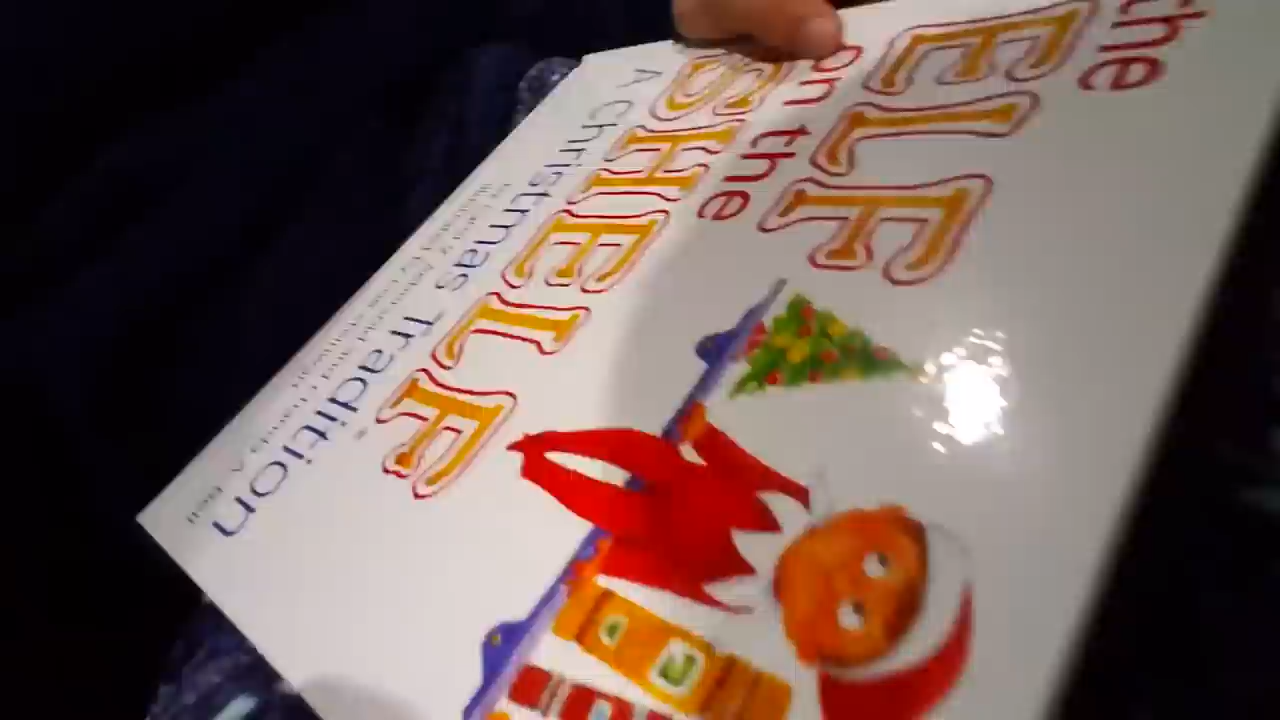 the
ELF
on the
SHELF
A Christmas Tradition